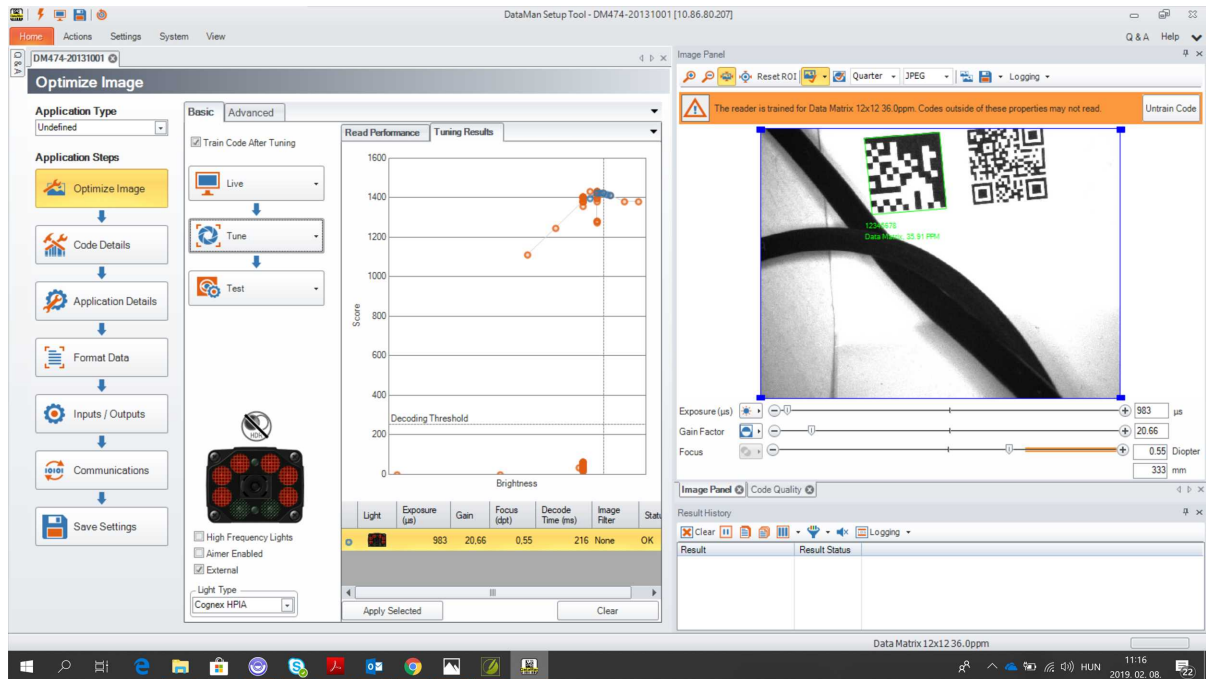 DataMan Setup Tool - DM474-20131001 [10.86.80.207]
Home Actions Settings System View
Q & A Help
Q & A
DM474-20131001
Optimize Image
Application Type
Undefined
Application Steps
Optimize Image
Code Details
Application Details
Format Data
Inputs / Outputs
Communications
Save Settings
Basic Advanced
Train Code After Tuning
Live
Tune
Test
HDR
High Frequency Lights
Aimer Enabled
External
Light Type
Cognex HPIA
Read Performance Tuning Results
1600
1400
1200
1000
800
600
400
200
0
Score
Decoding Threshold
Brightness
Light Exposure (µs) Gain Focus (dpt) Decode Time (ms) Image Filter
983 20,66 0,55 216 None OK
Apply Selected Clear
Image Panel
Reset ROI Quarter JPEG Logging
The reader is trained for Data Matrix 12x12 36.0ppm. Codes outside of these properties may not read.
Untrain Code
12345678
Data Matrix, 35.91 PPM
Exposure (µs) 983 µs
Gain Factor 20.66
Focus 0.55 Diopter
333 mm
Image Panel Code Quality
Result History
Clear Logging
Result Result Status
Data Matrix 12x12 36.0ppm
HUN
11:16
2019. 02. 08.
22